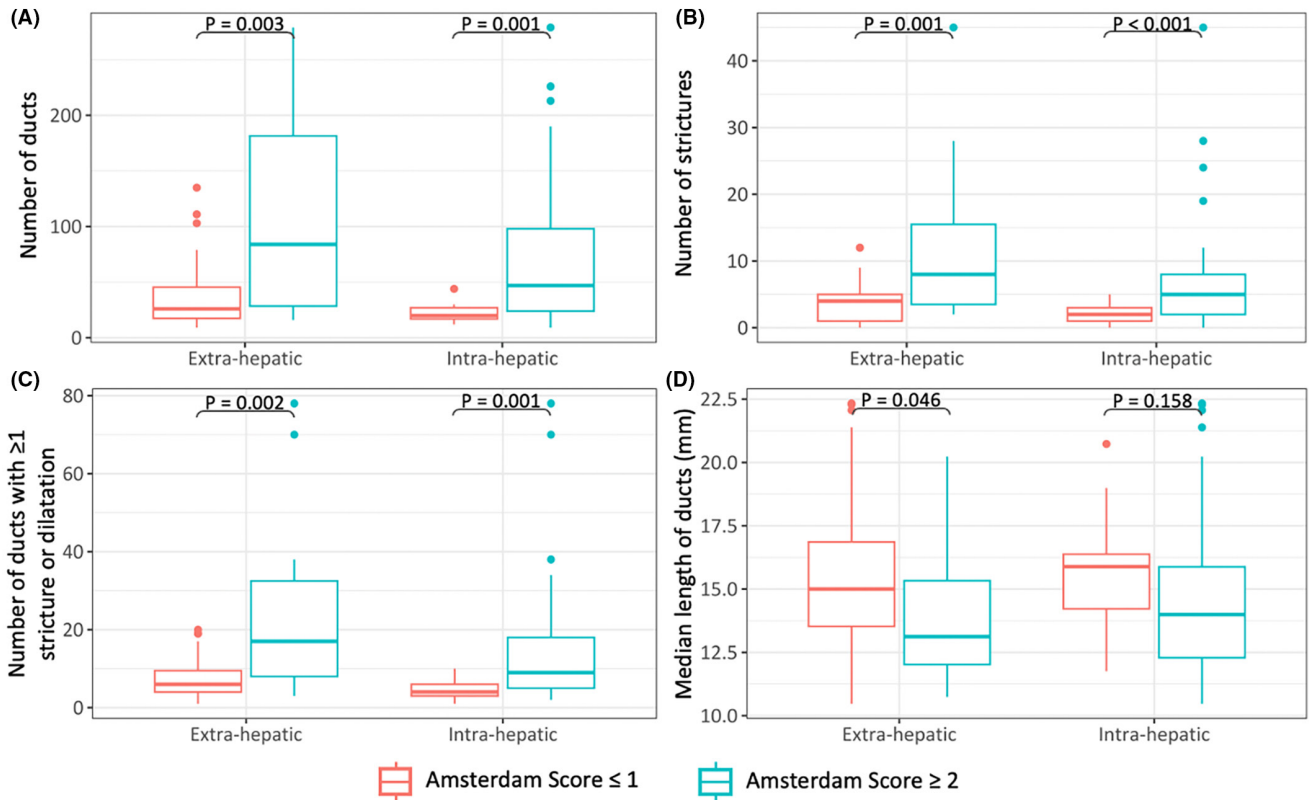 (A)
P = 0.003
P = 0.001
Number of ducts
200
100
0
Extra-hepatic
Intra-hepatic
(B)
P = 0.001
P < 0.001
Number of strictures
40
30
20
10
0
Extra-hepatic
Intra-hepatic
(C)
P = 0.002
P = 0.001
Number of ducts with ≥1
stricture or dilatation
80
60
40
20
0
Extra-hepatic
Intra-hepatic
(D)
P = 0.046
P = 0.158
Median length of ducts (mm)
22.5
20.0
17.5
15.0
12.5
10.0
Extra-hepatic
Intra-hepatic
Amsterdam Score ≤ 1
Amsterdam Score ≥ 2